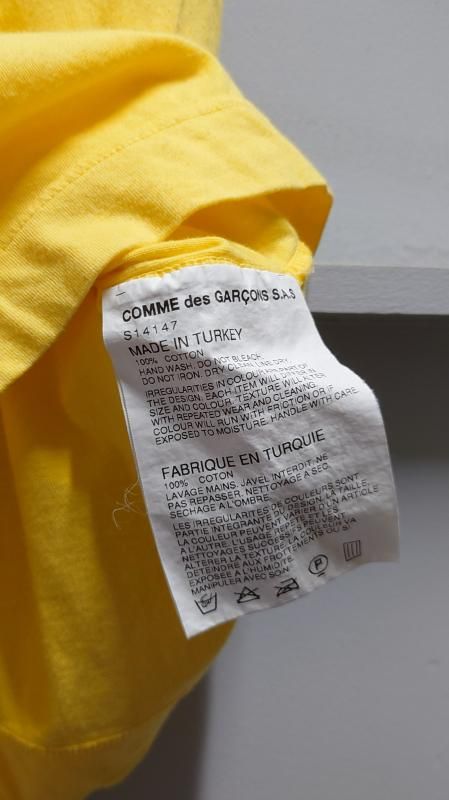 COMME des GARÇONS S.A.S
S14147
MADE IN TURKEY
100% COTTON
HAND WASH. DO NOT BLEACH.
DO NOT IRON. DRY CLEAN. LINE DRY.
IRREGULARITIES IN COLOUR ARE PART OF
THE DESIGN. EACH ITEM WILL DIFFER IN
SIZE AND COLOUR. TEXTURE WILL ALTER
WITH REPEATED WEAR AND CLEANING.
COLOUR WILL RUN WITH FRICTION OR IF
EXPOSED TO MOISTURE. HANDLE WITH CARE
FABRIQUE EN TURQUIE
100% COTON
LAVAGE MAINS. JAVEL INTERDIT. NE
PAS REPASSER. NETTOYAGE A SEC.
SECHAGE A L'OMBRE.
LES IRREGULARITES DE COULEURS SONT
PARTIE INTEGRANTE DU DESIGN. LA TAILLE,
LA COULEUR PEUVENT VARIER D'UN ARTICLE
A L'AUTRE. L'USAGE, PEUVENT
NETTOYAGES SUCCESSIFS
ALTERER LA TEXTURE. LA COULEUR VA
DETEINDRE AUX FROTTEMENTS OU SI
EXPOSEE A L'HUMIDITE.
MANIPULER AVEC SOIN
P